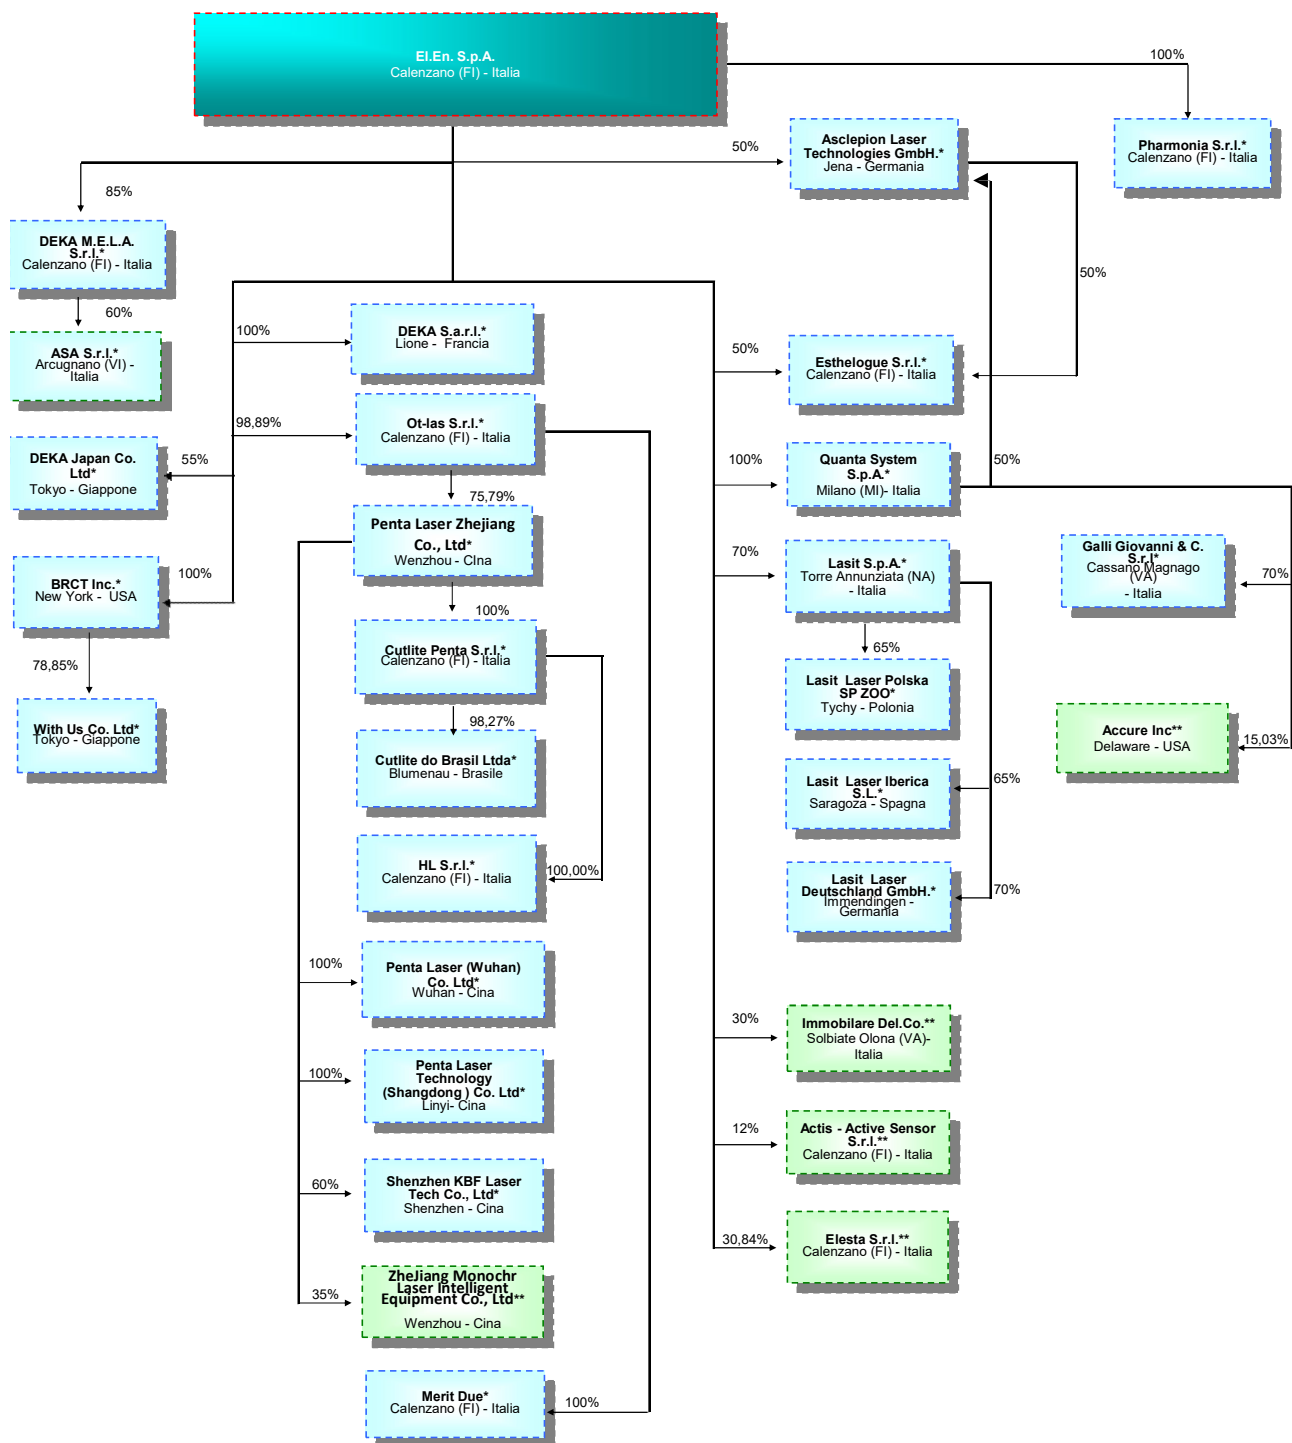 El.En. S.p.A.
Calenzano (FI) - Italia
100%
Asclepion Laser
Technologies GmbH.*
Jena - Germania
50%
Pharmonia S.r.l.*
Calenzano (FI) - Italia
85%
DEKA M.E.L.A.
S.r.l.*
Calenzano (FI) - Italia
50%
60%
ASA S.r.l.*
Arcugnano (VI) -
Italia
100%
DEKA S.a.r.l.*
Lione - Francia
50%
Esthelogue S.r.l.*
Calenzano (FI) - Italia
98,89%
Ot-las S.r.l.*
Calenzano (FI) - Italia
DEKA Japan Co.
Ltd*
Tokyo - Giappone
55%
100%
Quanta System
S.p.A.*
Milano (MI)- Italia
50%
75,79%
Penta Laser Zhejiang
Co., Ltd*
Wenzhou - CIna
70%
Lasit S.p.A.*
Torre Annunziata (NA)
- Italia
Galli Giovanni & C.
S.r.l*
Cassano Magnago
(VA)
- Italia
70%
BRCT Inc.*
New York - USA
100%
100%
Cutlite Penta S.r.l.*
Calenzano (FI) - Italia
65%
78,85%
Lasit Laser Polska
SP ZOO*
Tychy - Polonia
With Us Co. Ltd*
Tokyo - Giappone
98,27%
Cutlite do Brasil Ltda*
Blumenau - Brasile
Accure Inc**
Delaware - USA
15,03%
Lasit Laser Iberica
S.L.*
Saragoza - Spagna
65%
HL S.r.l.*
Calenzano (FI) - Italia
100,00%
Lasit Laser
Deutschland GmbH.*
Immendingen -
Germania
70%
100%
Penta Laser (Wuhan)
Co. Ltd*
Wuhan - Cina
30%
Immobilare Del.Co.**
Solbiate Olona (VA)-
Italia
100%
Penta Laser
Technology
(Shangdong ) Co. Ltd*
Linyi- Cina
12%
Actis - Active Sensor
S.r.l.**
Calenzano (FI) - Italia
60%
Shenzhen KBF Laser
Tech Co., Ltd*
Shenzhen - Cina
30,84%
Elesta S.r.l.**
Calenzano (FI) - Italia
35%
ZheJiang Monochr
Laser Intelligent
Equipment Co., Ltd**
Wenzhou - Cina
Merit Due*
Calenzano (FI) - Italia
100%